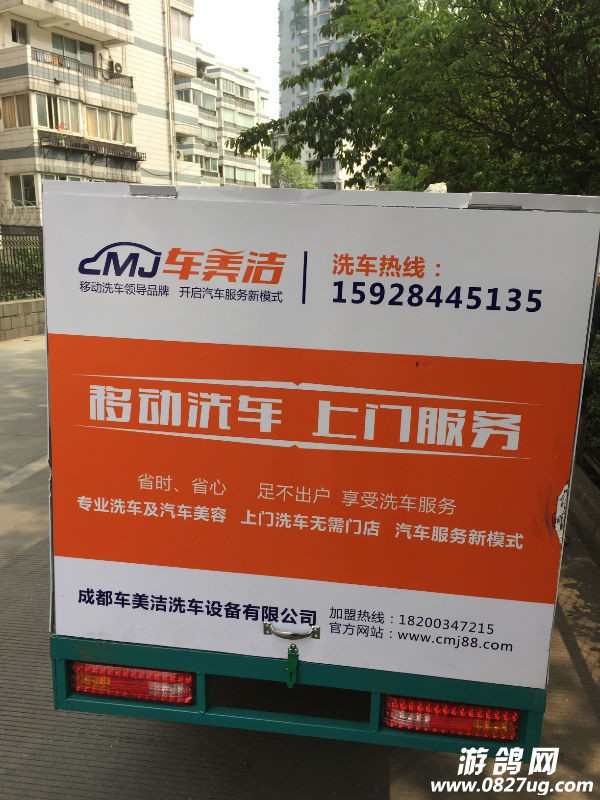 CMJ 车美洁
移动洗车领导品牌 开启汽车服务新模式
洗车热线：
15928445135
移动洗车 上门服务
省时、省心 足不出户 享受洗车服务
专业洗车及汽车美容 上门洗车无需门店 汽车服务新模式
成都车美洁洗车设备有限公司
加盟热线：18200347215
官方网站：www.cmj88.com
游鸽网
www.0827ug.com